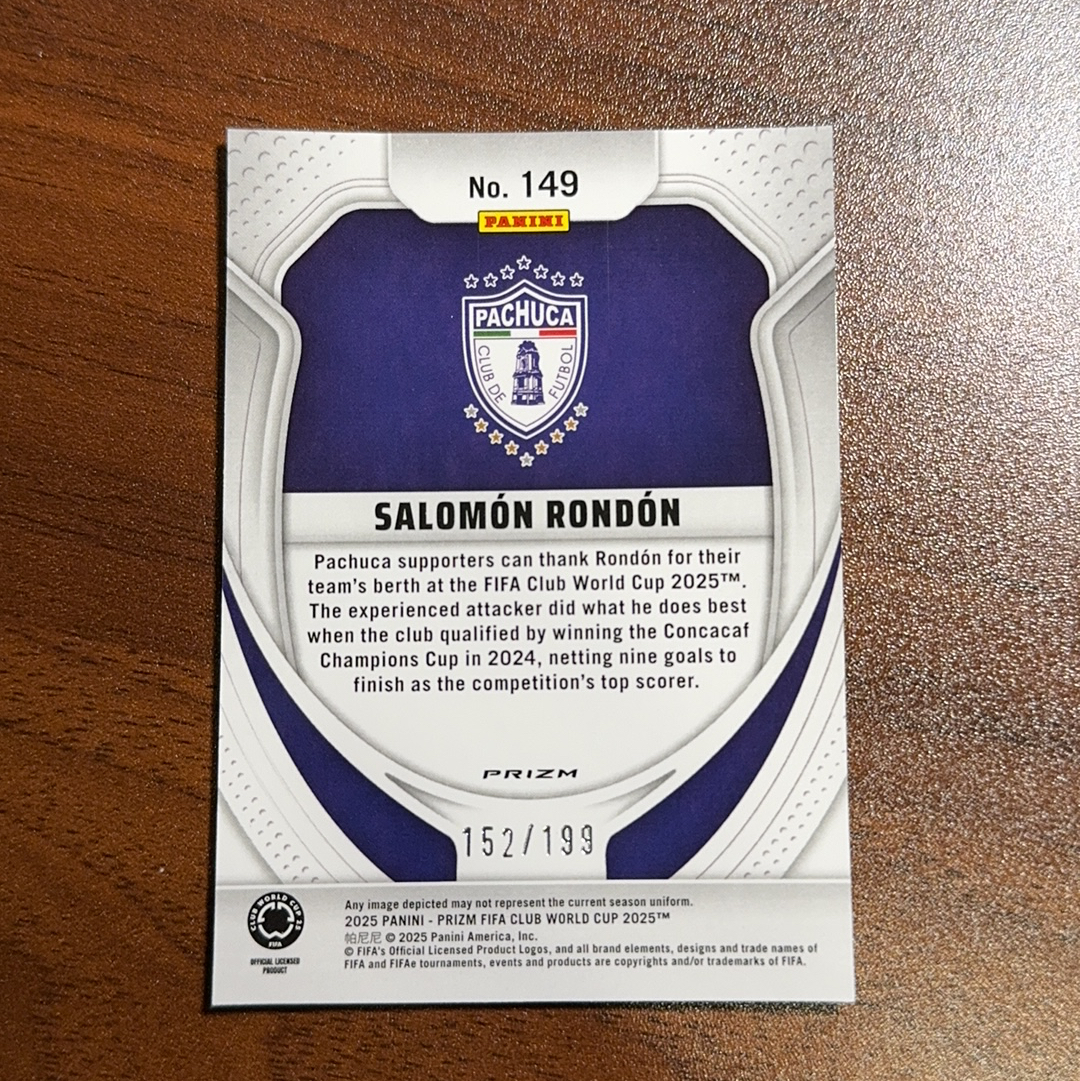 No. 149
PANINI
PACHUCA
CLUB DE FUTBOL
SALOMÓN RONDÓN
Pachuca supporters can thank Rondón for their
team's berth at the FIFA Club World Cup 2025™.
The experienced attacker did what he does best
when the club qualified by winning the Concacaf
Champions Cup in 2024, netting nine goals to
finish as the competition's top scorer.
PRIZM
152/199
CLUB WORLD CUP 25
FIFA
OFFICIAL LICENSED
PRODUCT
Any image depicted may not represent the current season uniform.
2025 PANINI - PRIZM FIFA CLUB WORLD CUP 2025™
帕尼尼 © 2025 Panini America, Inc.
© FIFA's Official Licensed Product Logos, and all brand elements, designs and trade names of
FIFA and FIFAe tournaments, events and products are copyrights and/or trademarks of FIFA.